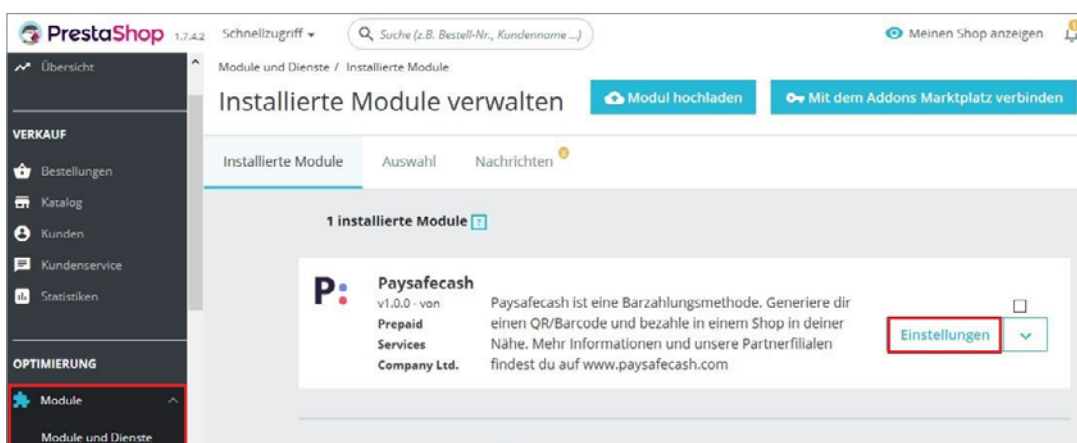 PrestaShop 1.7.4.2 Schnellzugriff Suche (z.B. Bestell-Nr., Kundenname ...) Meinen Shop anzeigen
Übersicht
VERKAUF
Bestellungen
Katalog
Kunden
Kundenservice
Statistiken
OPTIMIERUNG
Module
Module und Dienste
Module und Dienste / Installierte Module
Installierte Module verwalten
Modul hochladen
Mit dem Addons Marktplatz verbinden
Installierte Module Auswahl Nachrichten
1 installierte Module ?
P:
Paysafecash
v1.0.0 - von
Prepaid
Services
Company Ltd.
Paysafecash ist eine Barzahlungsmethode. Generiere dir
einen QR/Barcode und bezahle in einem Shop in deiner
Nähe. Mehr Informationen und unsere Partnerfilialen
findest du auf www.paysafecash.com
Einstellungen